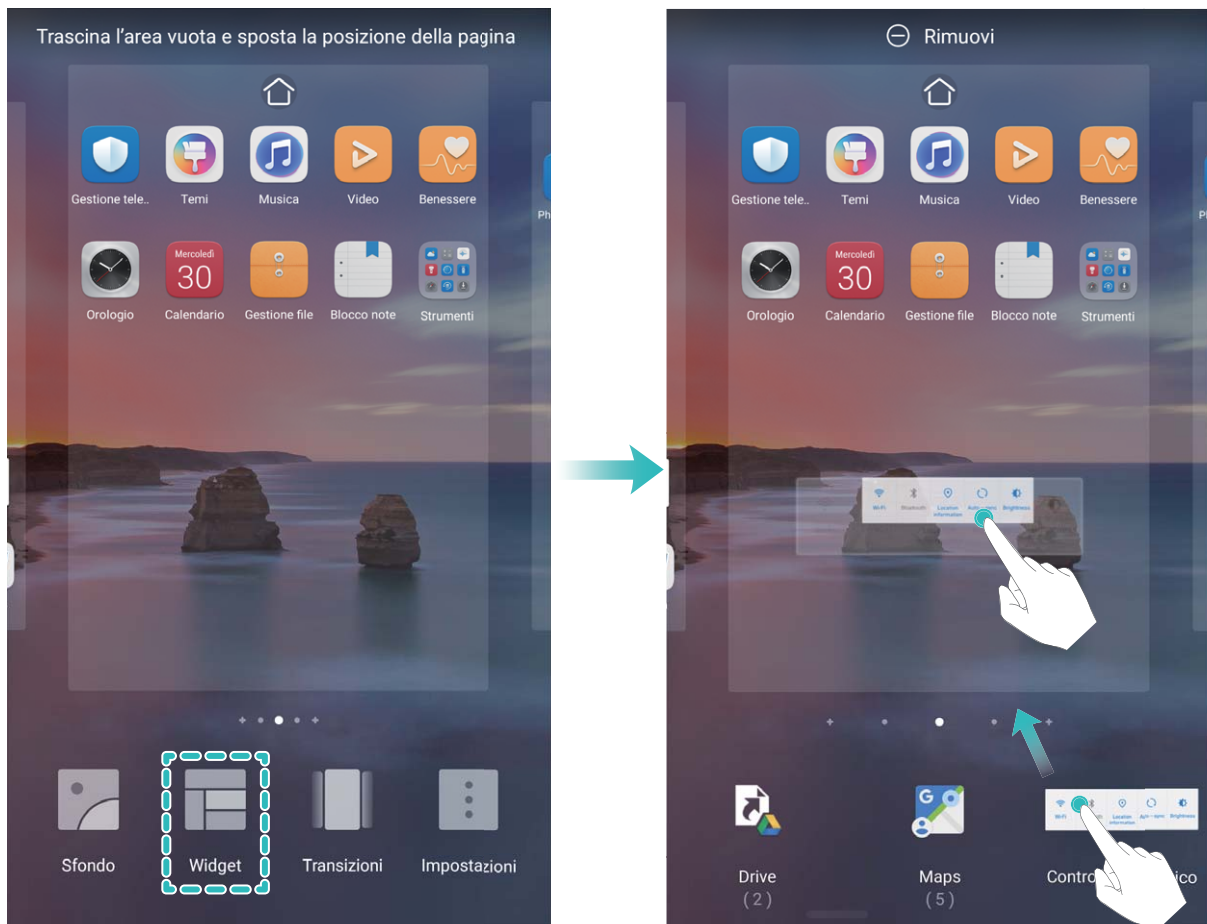 Trascina l'area vuota e sposta la posizione della pagina
Gestione tele..
Temi
Musica
Video
Benessere
Mercoledì
30
Orologio
Calendario
Gestione file
Blocco note
Strumenti
Ph
Sfondo
Widget
Transizioni
Impostazioni
Rimuovi
Gestione tele..
Temi
Musica
Video
Benessere
Mercoledì
30
Orologio
Calendario
Gestione file
Blocco note
Strumenti
Wi-Fi
Bluetooth
Location
information
Brightness
G
Wi-Fi
Location
information
Brightness
Drive
(2)
Maps
(5)
Contro
ico